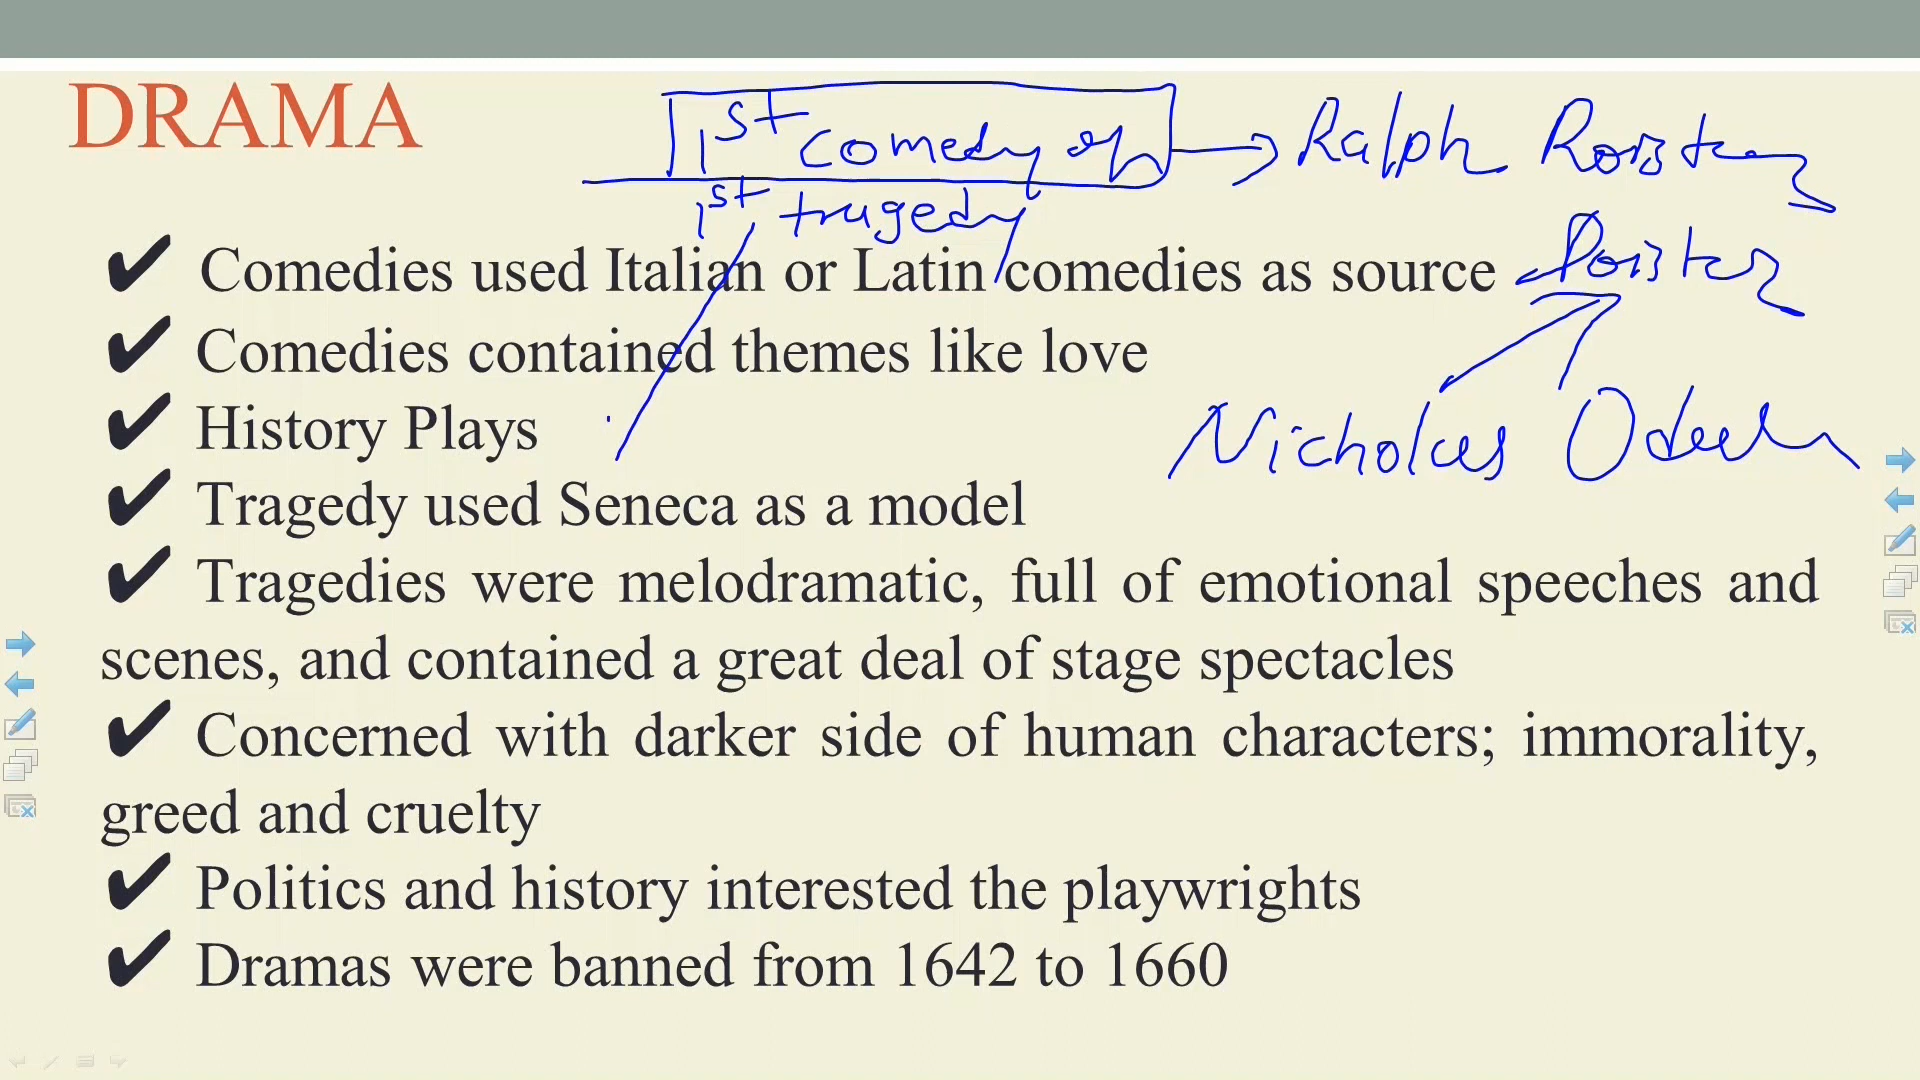 DRAMA
1st comedy of → Ralph Roister
1st tragedy
Doister
✔ Comedies used Italian or Latin comedies as source
✔ Comedies contained themes like love
✔ History Plays
Nicholas
✔ Tragedy used Seneca as a model
✔ Tragedies were melodramatic, full of emotional speeches and
scenes, and contained a great deal of stage spectacles
✔ Concerned with darker side of human characters; immorality,
greed and cruelty
✔ Politics and history interested the playwrights
✔ Dramas were banned from 1642 to 1660